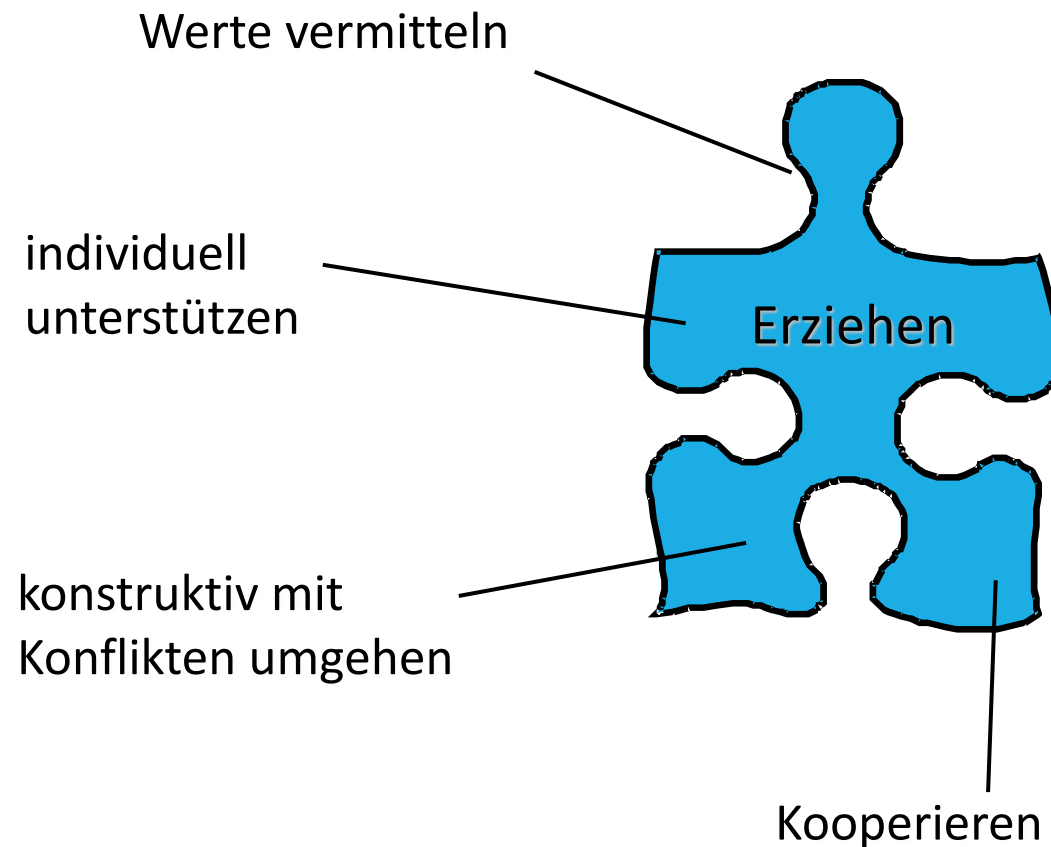 Werte vermitteln
individuell
unterstützen
Erziehen
konstruktiv mit
Konflikten umgehen
Kooperieren